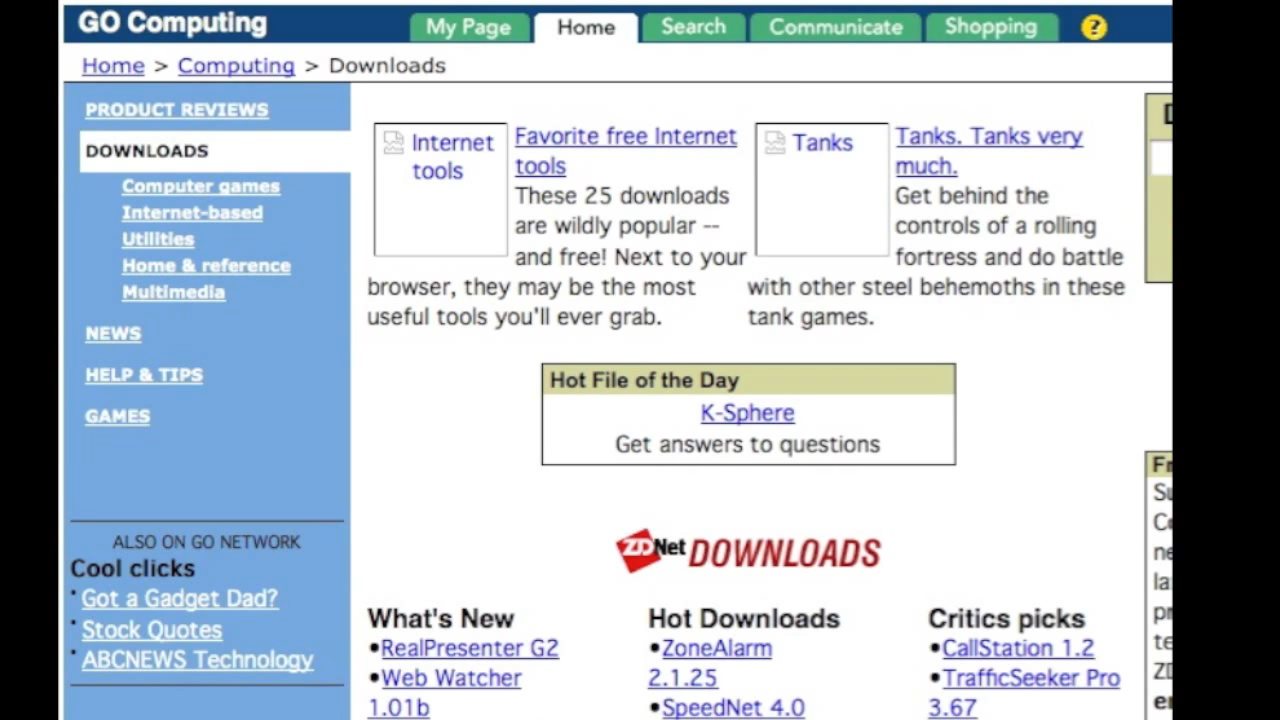 GO Computing
My Page
Home
Search
Communicate
Shopping
?
Home > Computing > Downloads
PRODUCT REVIEWS
DOWNLOADS
Computer games
Internet-based
Utilities
Home & reference
Multimedia
NEWS
HELP & TIPS
GAMES
ALSO ON GO NETWORK
Cool clicks
Got a Gadget Dad?
Stock Quotes
ABCNEWS Technology
Internet
tools
Favorite free Internet
tools
These 25 downloads
are wildly popular --
and free! Next to your
browser, they may be the most
useful tools you'll ever grab.
Tanks
Tanks. Tanks very
much.
Get behind the
controls of a rolling
fortress and do battle
with other steel behemoths in these
tank games.
Hot File of the Day
K-Sphere
Get answers to questions
ZDNet DOWNLOADS
What's New
•RealPresenter G2
•Web Watcher
1.01b
Hot Downloads
•ZoneAlarm
2.1.25
•SpeedNet 4.0
Critics picks
•CallStation 1.2
•TrafficSeeker Pro
3.67